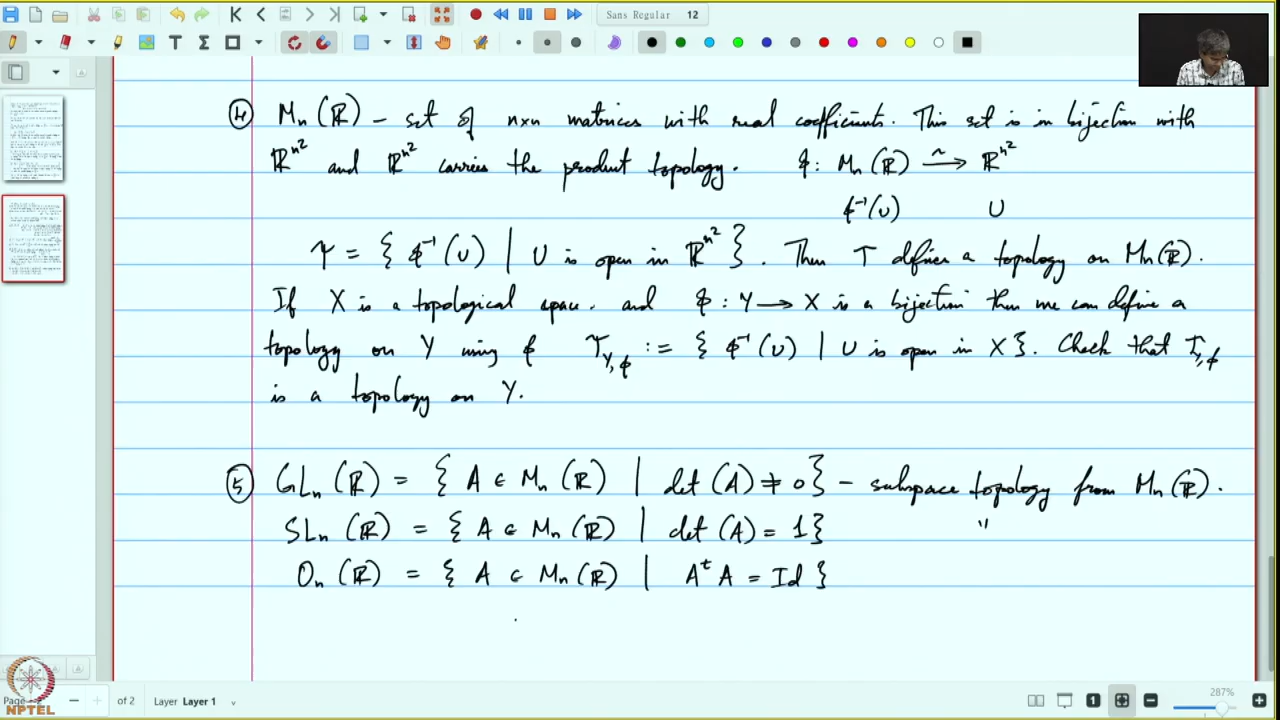 Sans Regular 12
④ Mn(ℝ) – set of n×n matrices with real coefficients. This set is in bijection with
ℝ^n² and ℝ^n² carries the product topology. ϕ: Mn(ℝ) ⥲ ℝ^n²
ϕ⁻¹(U) U
τ = { ϕ⁻¹(U) | U is open in ℝ^n² }. Then τ defines a topology on Mn(ℝ).
If X is a topological space. and ϕ : Y → X is a bijection then we can define a
topology on Y using ϕ τ_Y,ϕ := { ϕ⁻¹(U) | U is open in X }. Check that τ_Y,ϕ
is a topology on Y.
⑤ GLn(ℝ) = { A ∈ Mn(ℝ) | det(A) ≠ 0 } – subspace topology from Mn(ℝ).
SLn(ℝ) = { A ∈ Mn(ℝ) | det(A) = 1 } "
On(ℝ) = { A ∈ Mn(ℝ) | Aᵗ A = Id }
NPTEL
Page of 2 Layer Layer 1 1 287%